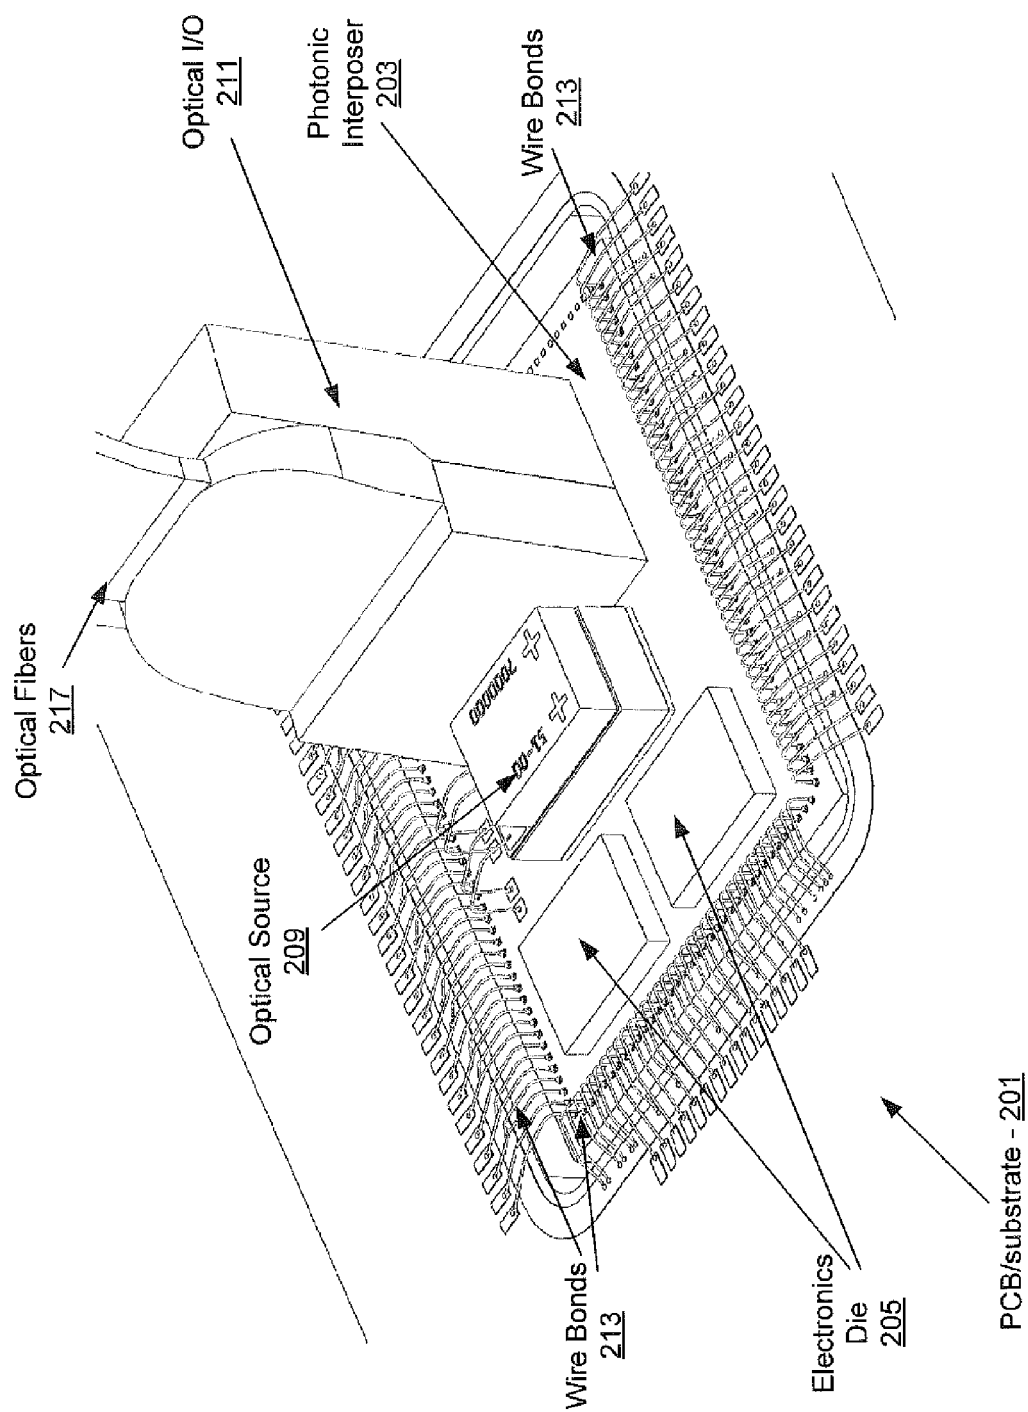 Optical Fibers
217
Optical I/O
211
Optical Source
209
Photonic
Interposer
203
Wire Bonds
213
Wire Bonds
213
Electronics
Die
205
PCB/substrate - 201